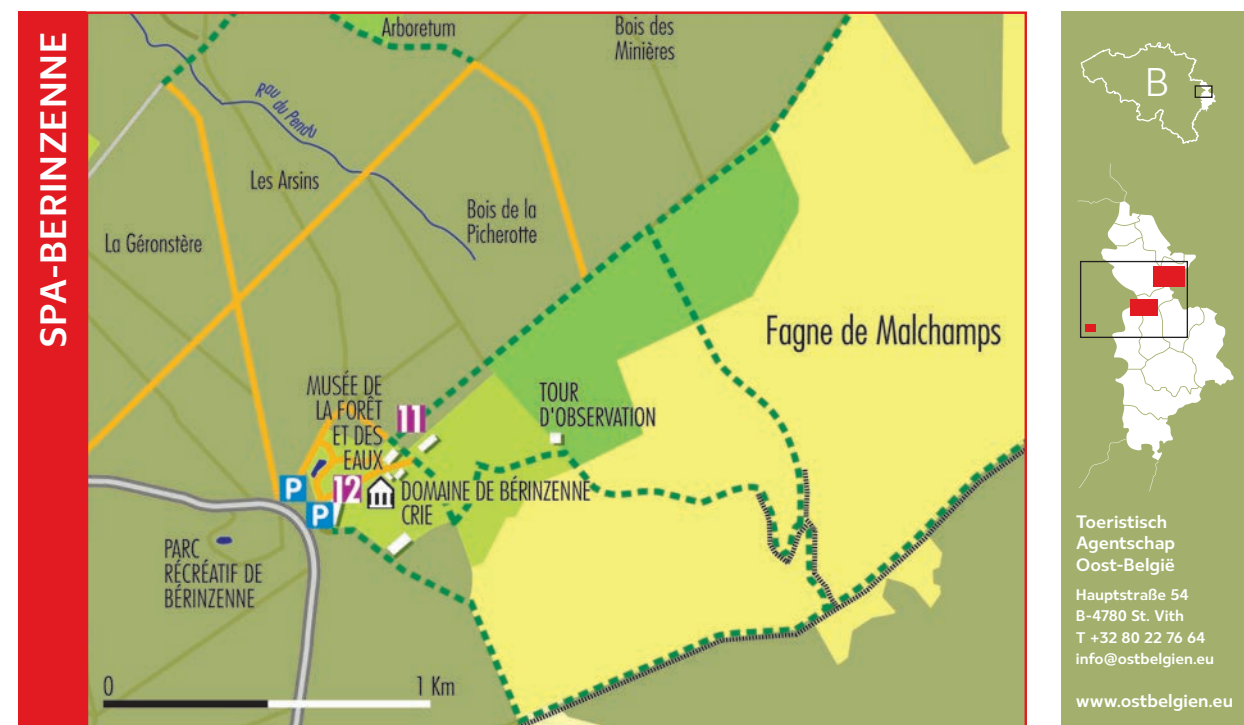 SPA-BERINZENNE
Arboretum
Bois des
Minières
Rau du Pendu
Les Arsins
Bois de la
Picherotte
La Géronstère
Fagne de Malchamps
MUSÉE DE
LA FORÊT
ET DES
EAUX
11
TOUR
D'OBSERVATION
P
12
P
DOMAINE DE BÉRINZENNE
CRIE
PARC
RÉCRÉATIF DE
BÉRINZENNE
0
1 Km
B
Toeristisch
Agentschap
Oost-België
Hauptstraße 54
B-4780 St. Vith
T +32 80 22 76 64
info@ostbelgien.eu
www.ostbelgien.eu